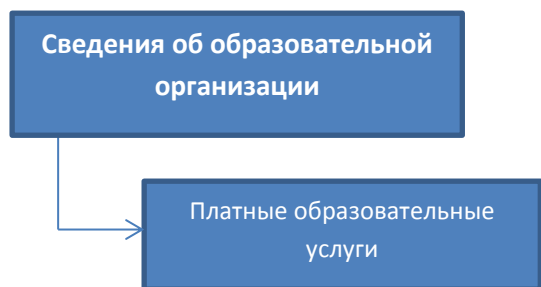 Сведения об образовательной
организации
Платные образовательные
услуги